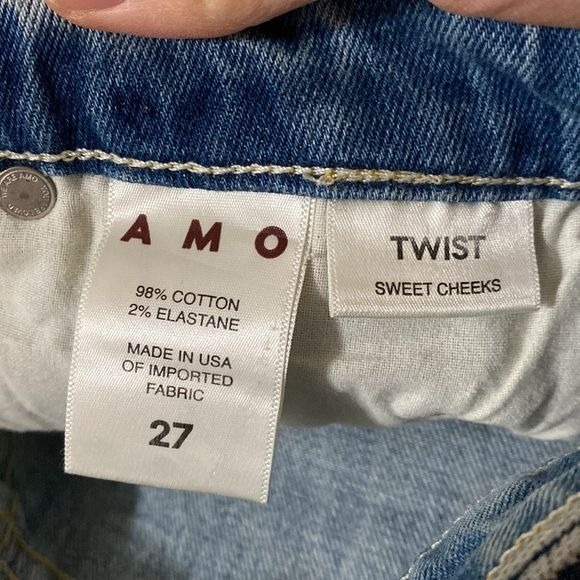 AMO
98% COTTON
2% ELASTANE
MADE IN USA
OF IMPORTED
FABRIC
27
TWIST
SWEET CHEEKS